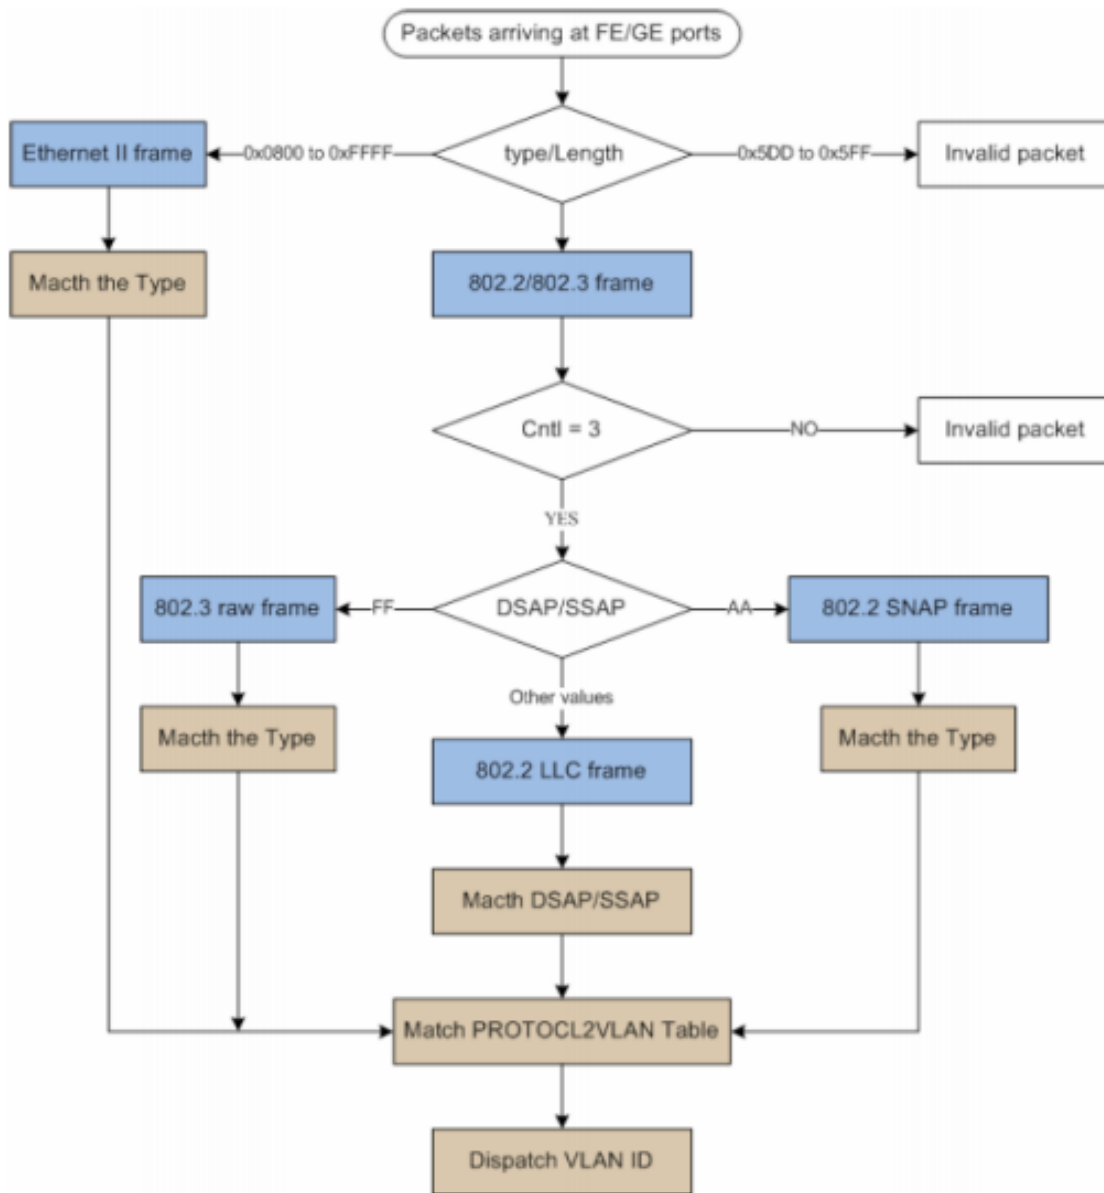 Packets arriving at FE/GE ports
Ethernet II frame
0x0800 to 0xFFFF
type/Length
0x5DD to 0x5FF
Invalid packet
Macth the Type
802.2/802.3 frame
Cntl = 3
NO
Invalid packet
YES
802.3 raw frame
FF
DSAP/SSAP
AA
802.2 SNAP frame
Other values
Macth the Type
Macth the Type
802.2 LLC frame
Macth DSAP/SSAP
Match PROTOCL2VLAN Table
Dispatch VLAN ID